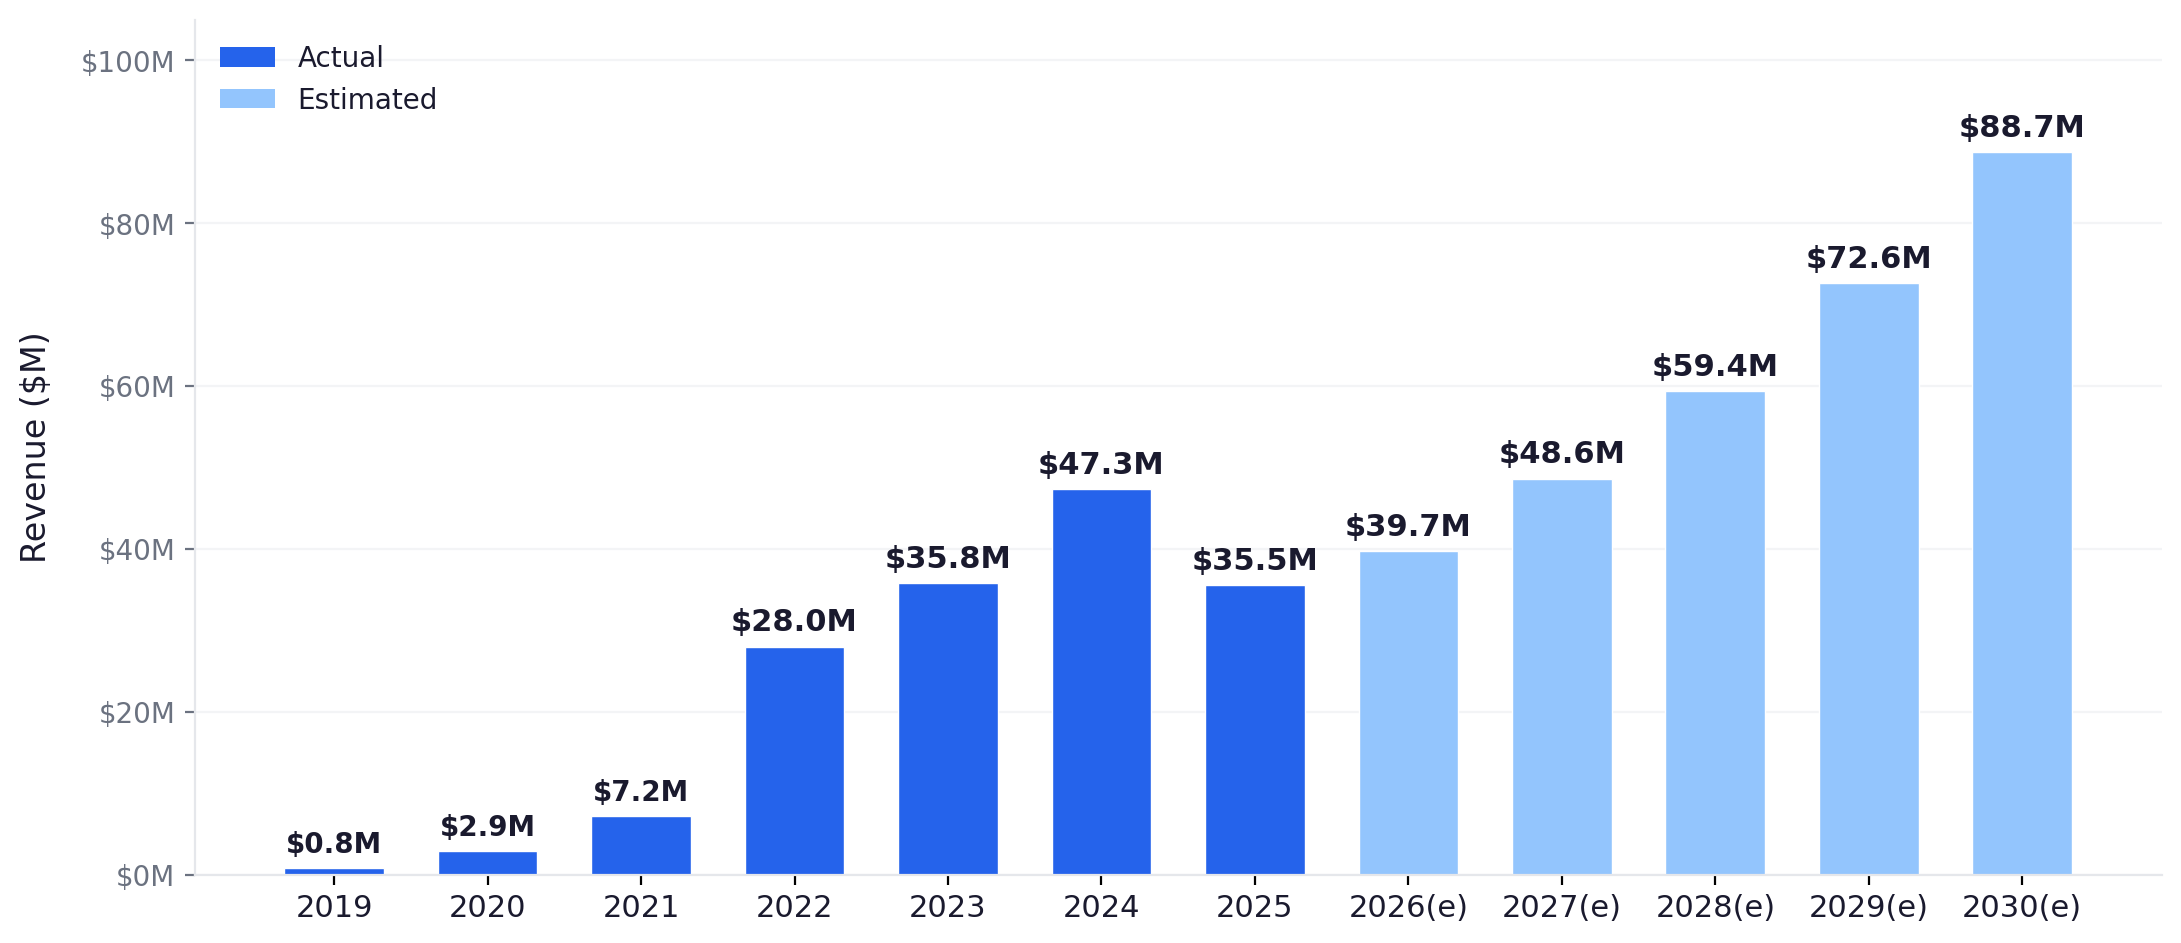 Actual
Estimated
Revenue ($M)
$100M
$80M
$60M
$40M
$20M
$0M
$0.8M
$2.9M
$7.2M
$28.0M
$35.8M
$47.3M
$35.5M
$39.7M
$48.6M
$59.4M
$72.6M
$88.7M
2019 2020 2021 2022 2023 2024 2025 2026(e) 2027(e) 2028(e) 2029(e) 2030(e)